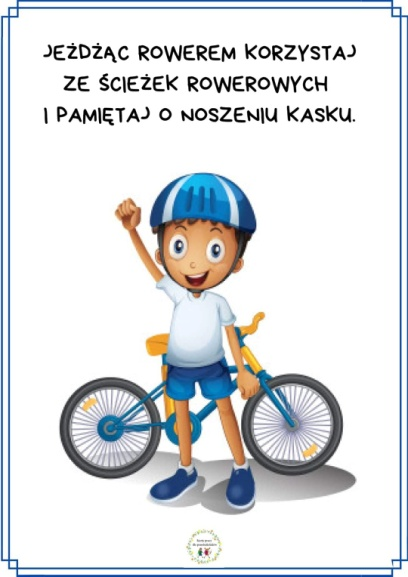 JEŻDŻĄC ROWEREM KORZYSTAJ
ZE ŚCIEŻEK ROWEROWYCH
I PAMIĘTAJ O NOSZENIU KASKU.